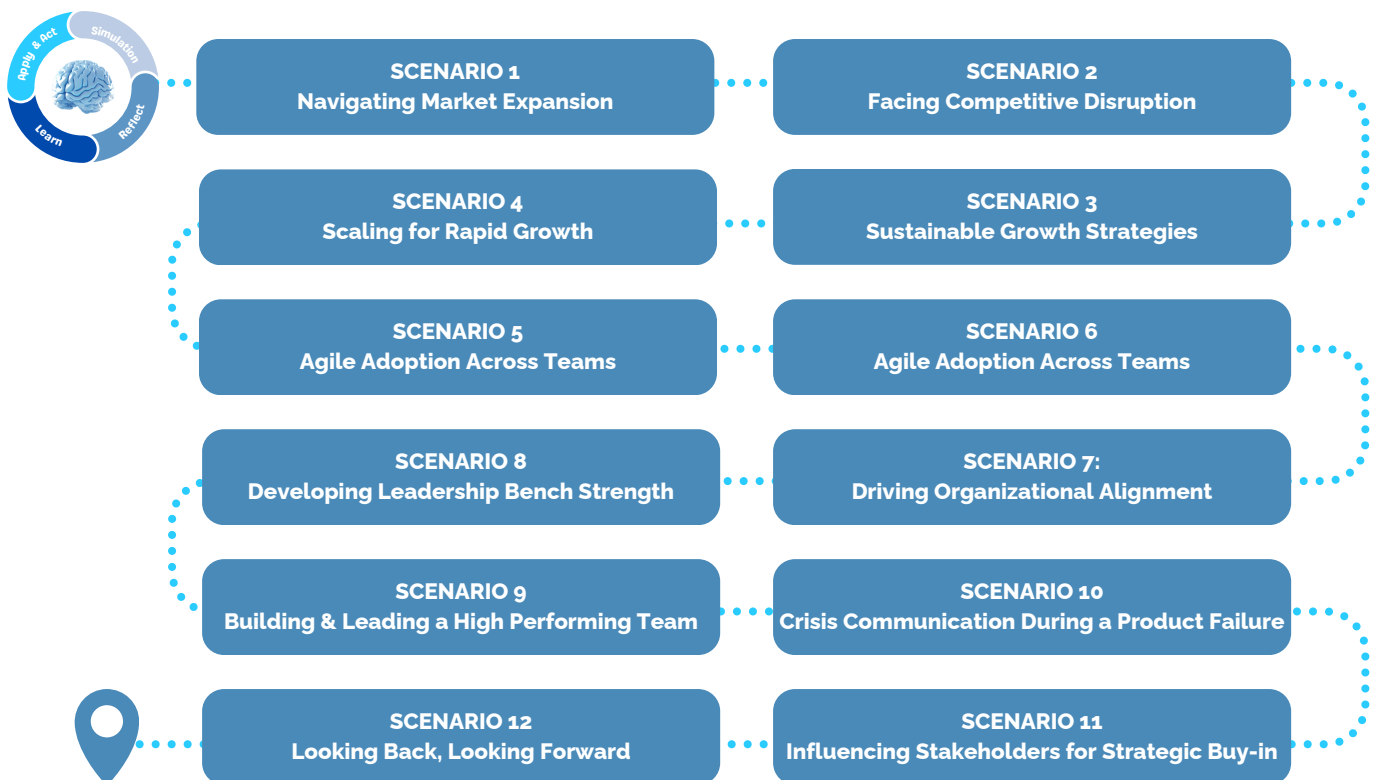 Apply & Act
Simulation
Reflect
Learn
SCENARIO 1
Navigating Market Expansion
SCENARIO 2
Facing Competitive Disruption
SCENARIO 4
Scaling for Rapid Growth
SCENARIO 3
Sustainable Growth Strategies
SCENARIO 5
Agile Adoption Across Teams
SCENARIO 6
Agile Adoption Across Teams
SCENARIO 8
Developing Leadership Bench Strength
SCENARIO 7:
Driving Organizational Alignment
SCENARIO 9
Building & Leading a High Performing Team
SCENARIO 10
Crisis Communication During a Product Failure
SCENARIO 12
Looking Back, Looking Forward
SCENARIO 11
Influencing Stakeholders for Strategic Buy-in